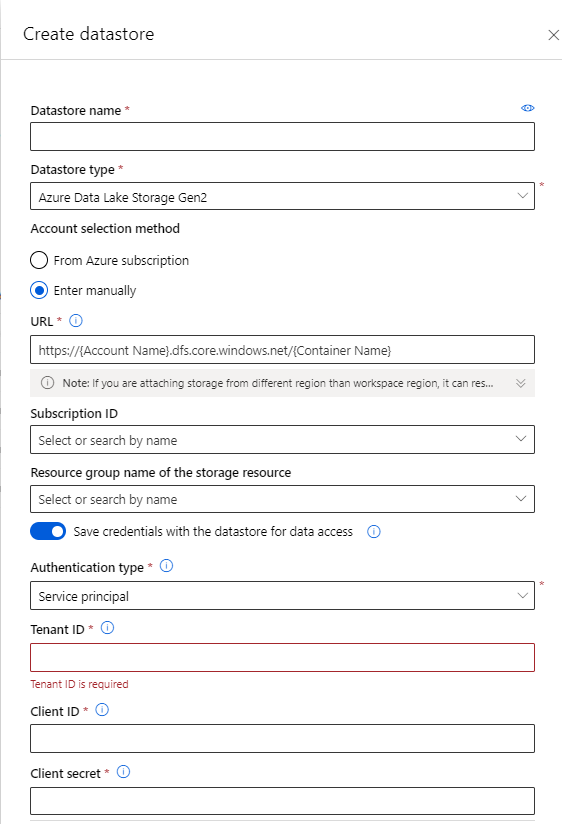 Create datastore
Datastore name *
Datastore type *
Azure Data Lake Storage Gen2
*
Account selection method
From Azure subscription
Enter manually
URL *
https://{Account Name}.dfs.core.windows.net/{Container Name}
Note: If you are attaching storage from different region than workspace region, it can res...
Subscription ID
Select or search by name
Resource group name of the storage resource
Select or search by name
Save credentials with the datastore for data access
Authentication type *
Service principal
*
Tenant ID *
Tenant ID is required
Client ID *
Client secret *